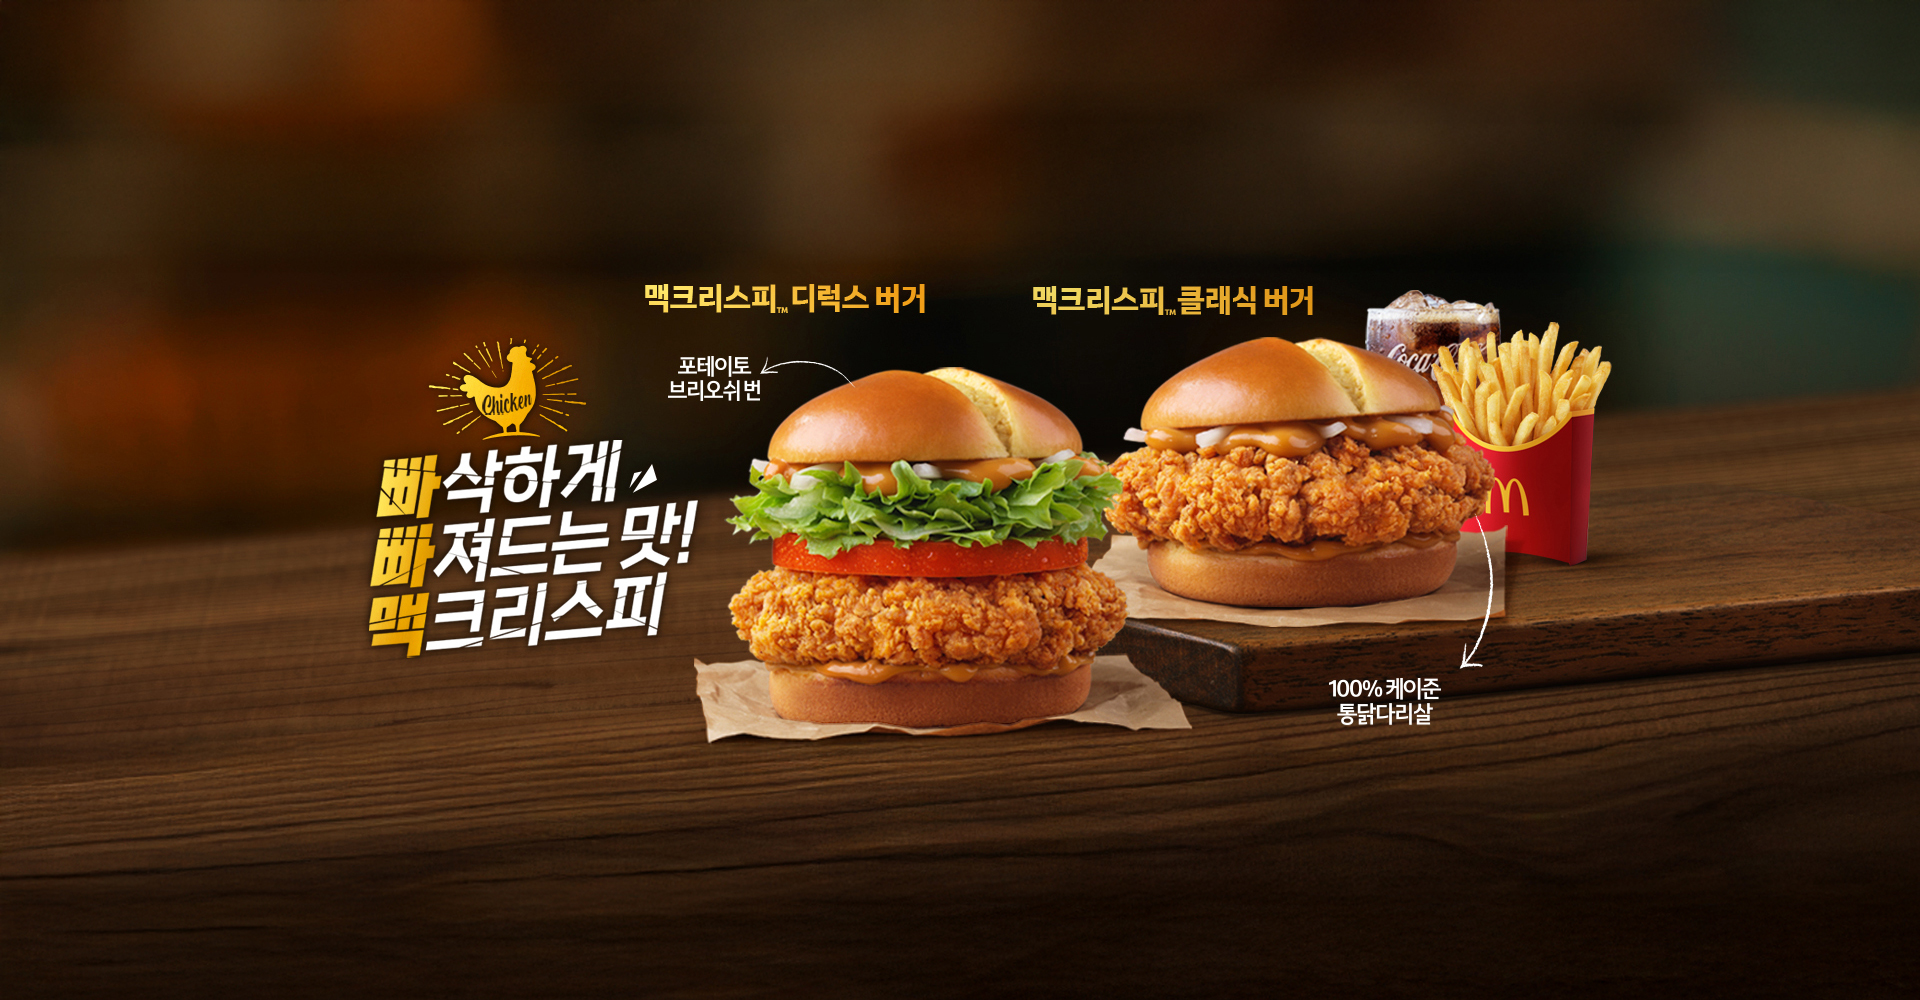 맥크리스피™ 디럭스 버거
맥크리스피™ 클래식 버거
포테이토
브리오쉬 번
Chicken
빠삭하게
빠져드는 맛!
맥크리스피
100% 케이준
통닭다리살